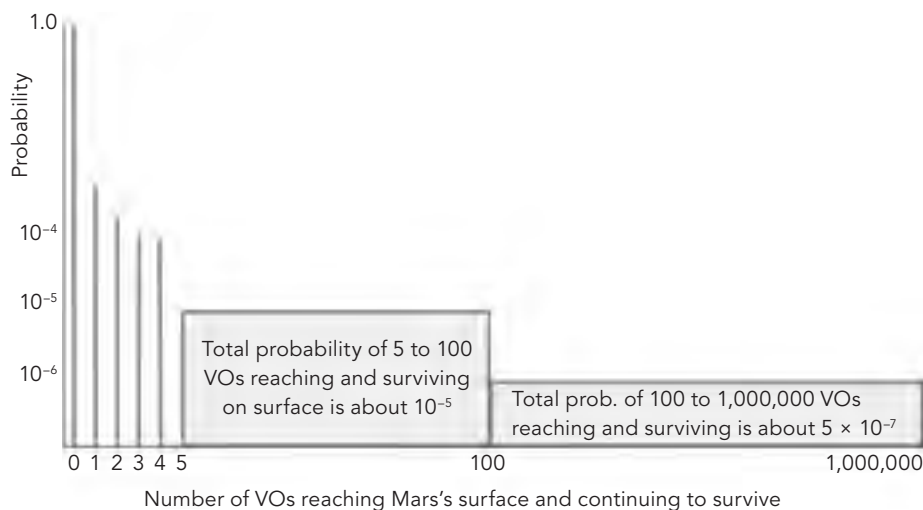 1.0
Probability
10⁻⁴
10⁻⁵
10⁻⁶
Total probability of 5 to 100
VOs reaching and surviving
on surface is about 10⁻⁵
Total prob. of 100 to 1,000,000 VOs
reaching and surviving is about 5 × 10⁻⁷
0 1 2 3 4 5 100 1,000,000
Number of VOs reaching Mars's surface and continuing to survive